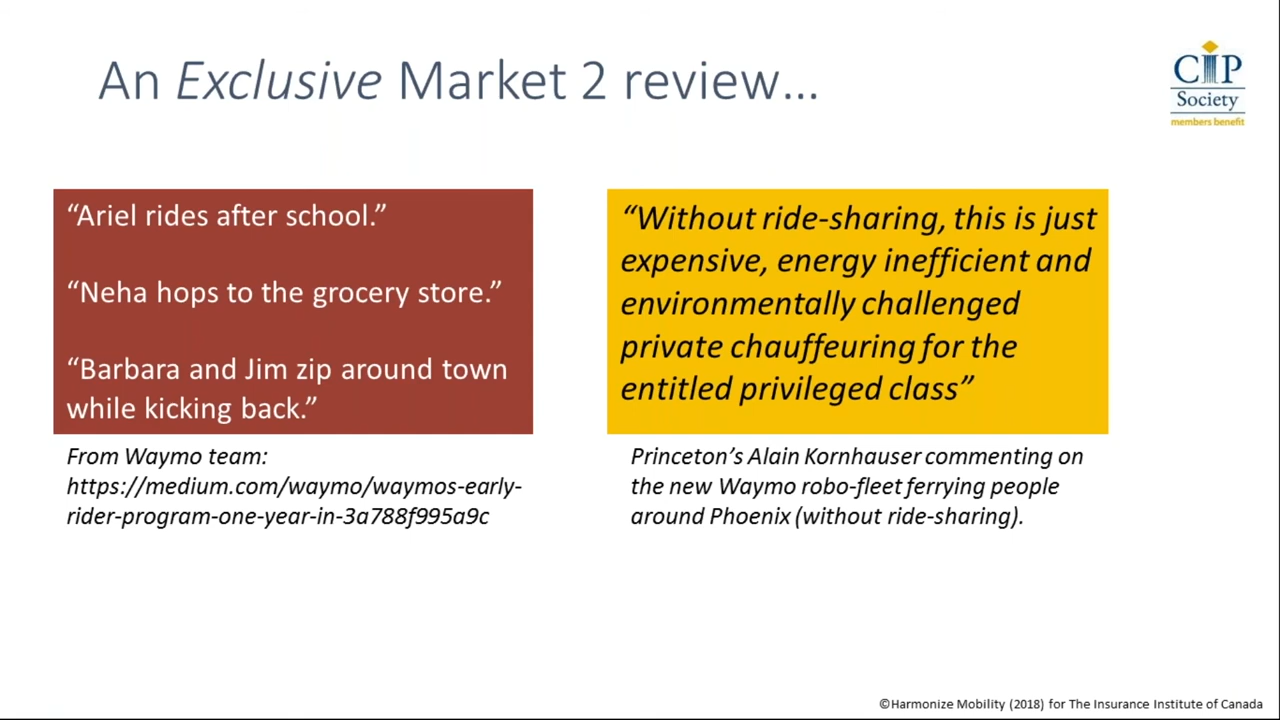 An Exclusive Market 2 review…
CIP
Society
members benefit
“Ariel rides after school.”
“Neha hops to the grocery store.”
“Barbara and Jim zip around town
while kicking back.”
From Waymo team:
https://medium.com/waymo/waymos-early-
rider-program-one-year-in-3a788f995a9c
“Without ride-sharing, this is just
expensive, energy inefficient and
environmentally challenged
private chauffeuring for the
entitled privileged class”
Princeton’s Alain Kornhauser commenting on
the new Waymo robo-fleet ferrying people
around Phoenix (without ride-sharing).
©Harmonize Mobility (2018) for The Insurance Institute of Canada